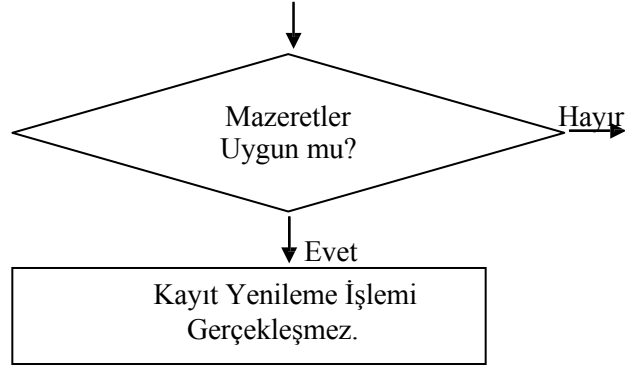 Mazeretler
Uygun mu?
Hayır
Evet
Kayıt Yenileme İşlemi
Gerçekleşmez.